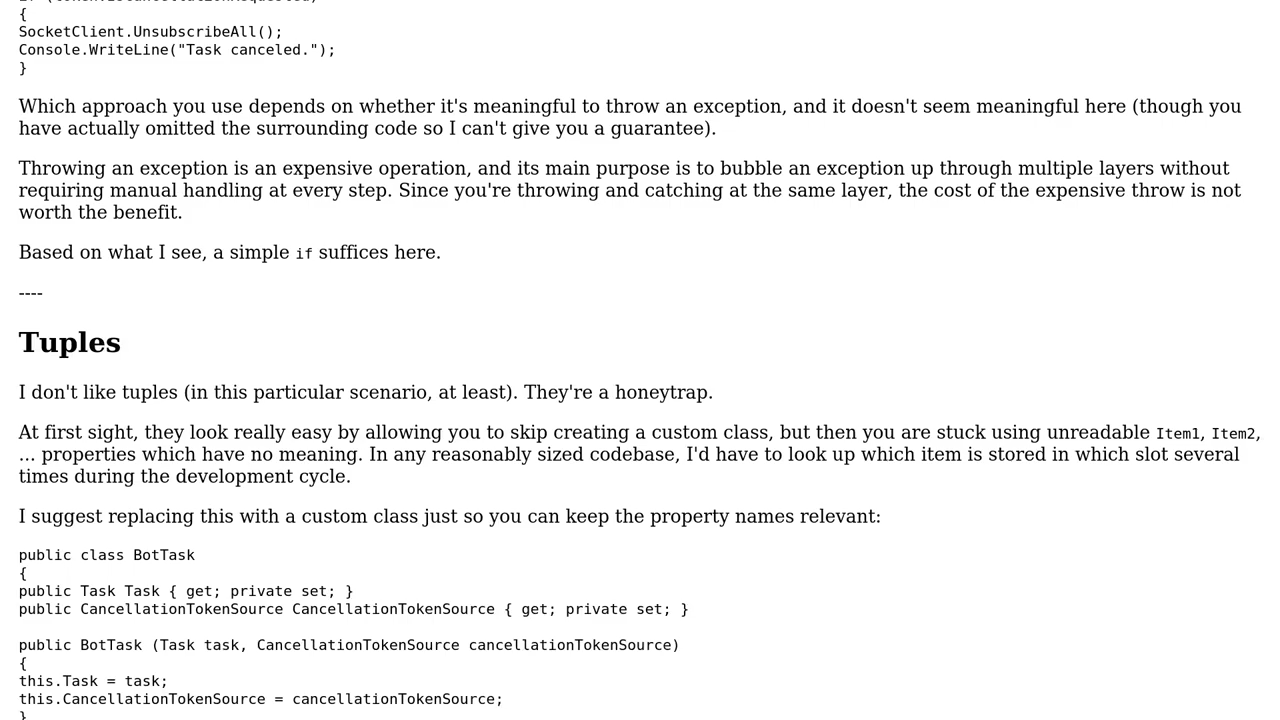 {
SocketClient.UnsubscribeAll();
Console.WriteLine("Task canceled.");
}
Which approach you use depends on whether it's meaningful to throw an exception, and it doesn't seem meaningful here (though you
have actually omitted the surrounding code so I can't give you a guarantee).
Throwing an exception is an expensive operation, and its main purpose is to bubble an exception up through multiple layers without
requiring manual handling at every step. Since you're throwing and catching at the same layer, the cost of the expensive throw is not
worth the benefit.
Based on what I see, a simple if suffices here.
----
Tuples
I don't like tuples (in this particular scenario, at least). They're a honeytrap.
At first sight, they look really easy by allowing you to skip creating a custom class, but then you are stuck using unreadable Item1, Item2,
... properties which have no meaning. In any reasonably sized codebase, I'd have to look up which item is stored in which slot several
times during the development cycle.
I suggest replacing this with a custom class just so you can keep the property names relevant:
public class BotTask
{
public Task Task { get; private set; }
public CancellationTokenSource CancellationTokenSource { get; private set; }
public BotTask (Task task, CancellationTokenSource cancellationTokenSource)
{
this.Task = task;
this.CancellationTokenSource = cancellationTokenSource;
}